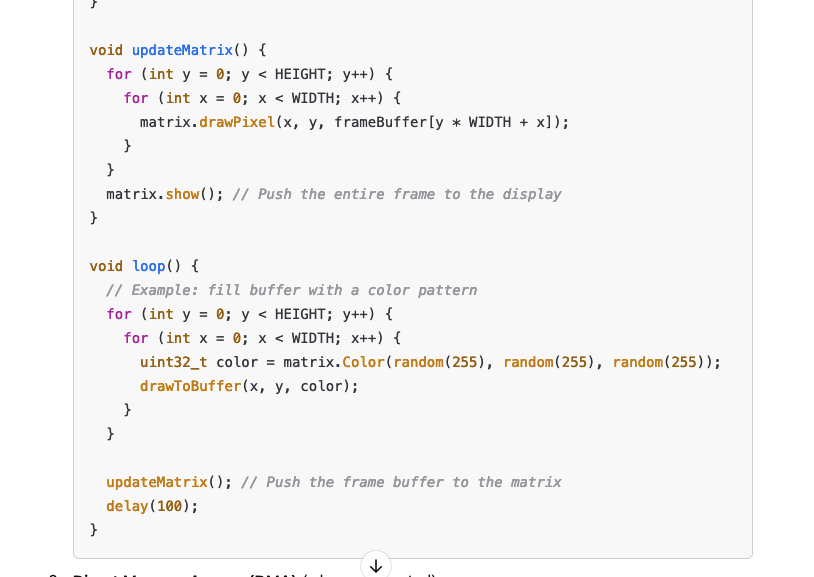 }
void updateMatrix() {
  for (int y = 0; y < HEIGHT; y++) {
    for (int x = 0; x < WIDTH; x++) {
      matrix.drawPixel(x, y, frameBuffer[y * WIDTH + x]);
    }
  }
  matrix.show(); // Push the entire frame to the display
}
void loop() {
  // Example: fill buffer with a color pattern
  for (int y = 0; y < HEIGHT; y++) {
    for (int x = 0; x < WIDTH; x++) {
      uint32_t color = matrix.Color(random(255), random(255), random(255));
      drawToBuffer(x, y, color);
    }
  }
  updateMatrix(); // Push the frame buffer to the matrix
  delay(100);
}